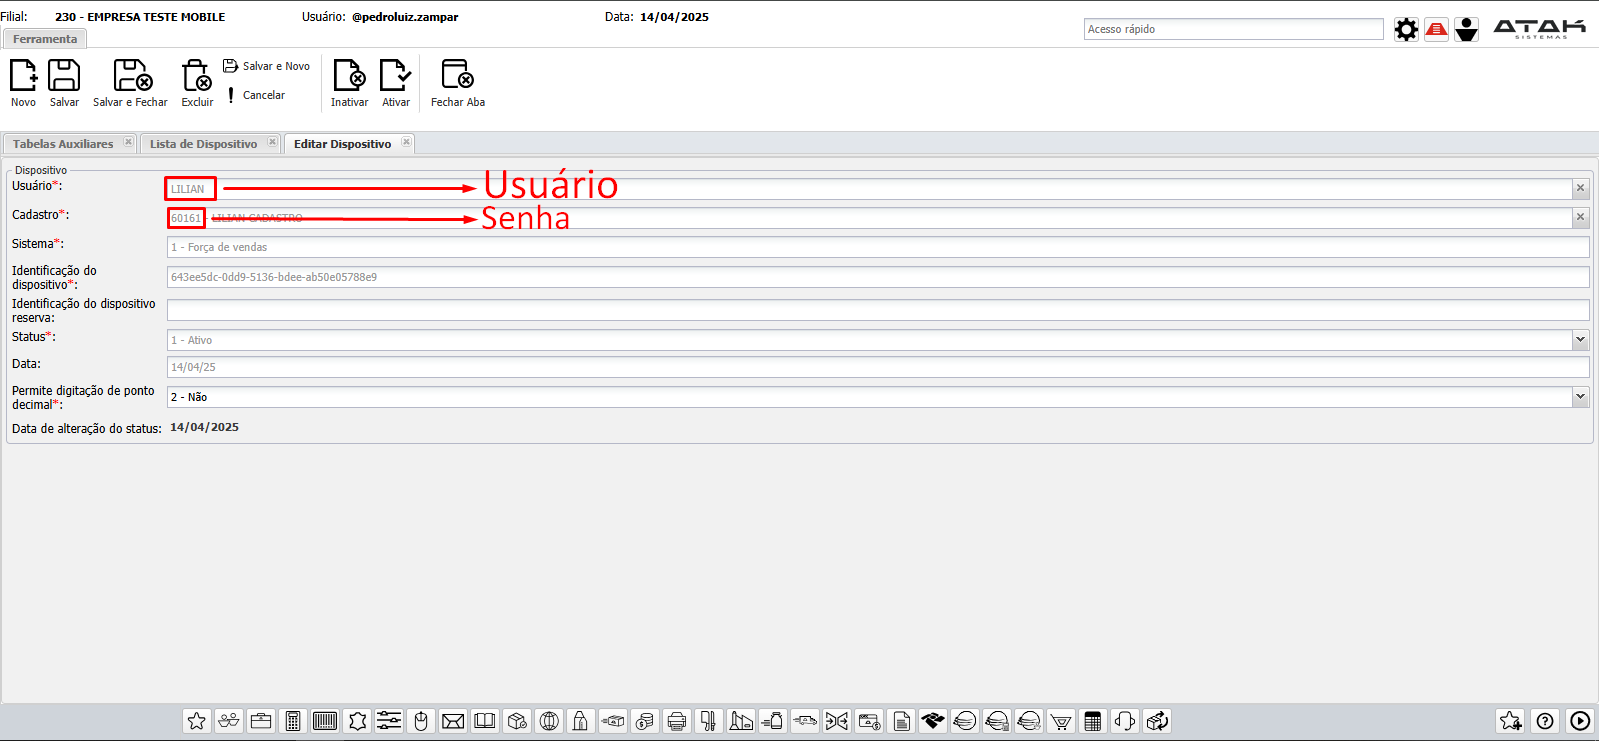 Filial: 230 - EMPRESA TESTE MOBILE Usuário: @pedroluiz.zampar Data: 14/04/2025
Acesso rápido
ATAK
SISTEMAS
Ferramenta
Salvar e Novo
Cancelar
Novo Salvar Salvar e Fechar Excluir Inativar Ativar Fechar Aba
Tabelas Auxiliares Lista de Dispositivo Editar Dispositivo
Dispositivo
Usuário*: LILIAN Usuário
Cadastro*: 60161 - LILIAN CADASTRO Senha
Sistema*: 1 - Força de vendas
Identificação do
dispositivo*: 643ee5dc-0dd9-5136-bdee-ab50e05788e9
Identificação do dispositivo
reserva:
Status*: 1 - Ativo
Data: 14/04/25
Permite digitação de ponto
decimal*: 2 - Não
Data de alteração do status: 14/04/2025